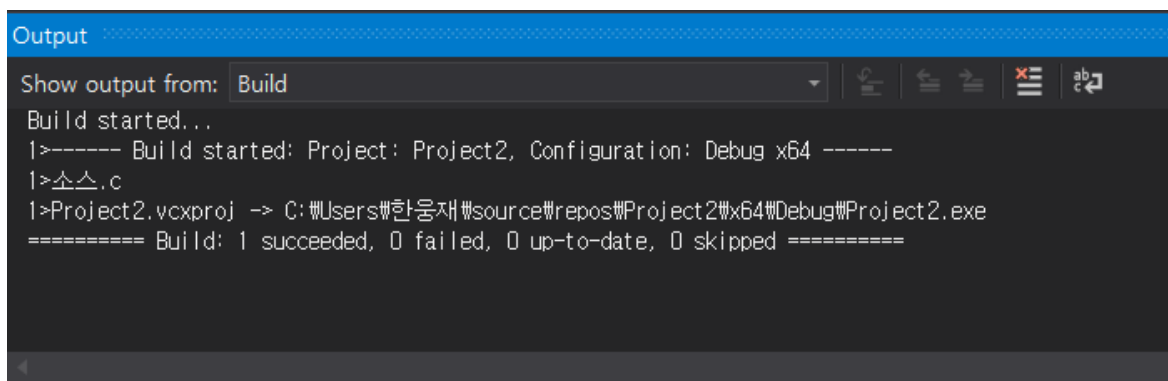 Output
Show output from: Build
Build started...
1>------ Build started: Project: Project2, Configuration: Debug x64 ------
1>소스.c
1>Project2.vcxproj -> C:₩Users₩한웅재₩source₩repos₩Project2₩x64₩Debug₩Project2.exe
========== Build: 1 succeeded, 0 failed, 0 up-to-date, 0 skipped ==========